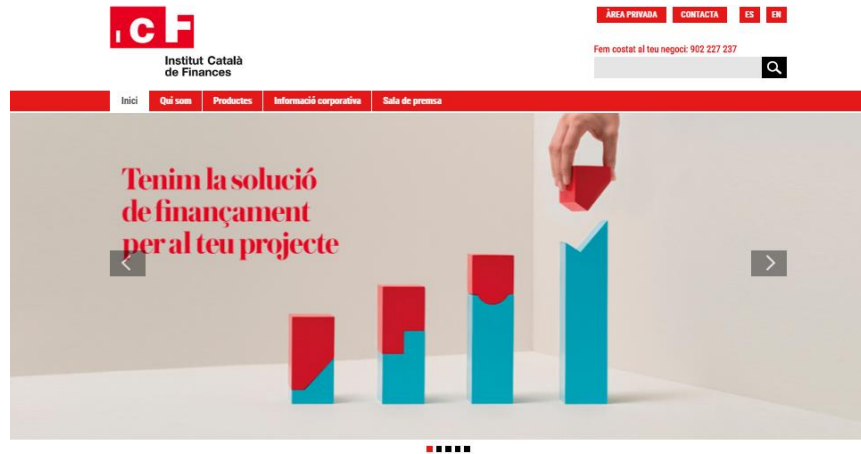 ICF
Institut Català
de Finances
ÀREA PRIVADA CONTACTA ES EN
Fem costat al teu negoci: 902 227 237
Inici Qui som Productes Informació corporativa Sala de premsa
Tenim la solució
de finançament
per al teu projecte